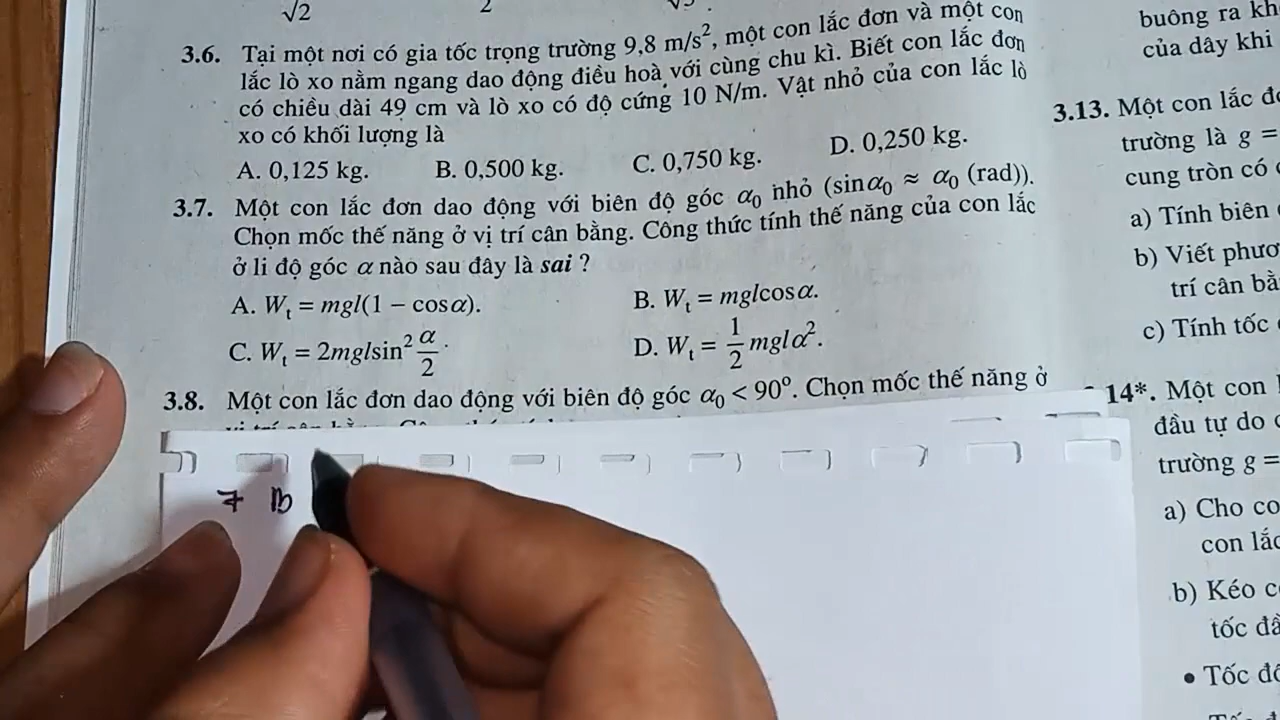 √2
2
3.6. Tại một nơi có gia tốc trọng trường 9,8 m/s², một con lắc đơn và một con
lắc lò xo nằm ngang dao động điều hoà với cùng chu kì. Biết con lắc đơn
có chiều dài 49 cm và lò xo có độ cứng 10 N/m. Vật nhỏ của con lắc lò
xo có khối lượng là
A. 0,125 kg. B. 0,500 kg. C. 0,750 kg. D. 0,250 kg.
3.7. Một con lắc đơn dao động với biên độ góc α₀ nhỏ (sinα₀ ≈ α₀ (rad)).
Chọn mốc thế năng ở vị trí cân bằng. Công thức tính thế năng của con lắc
ở li độ góc α nào sau đây là sai ?
A. Wₜ = mgl(1 − cosα). B. Wₜ = mglcosα.
C. Wₜ = 2mglsin² α/2 . D. Wₜ = 1/2 mglα².
3.8. Một con lắc đơn dao động với biên độ góc α₀ < 90°. Chọn mốc thế năng ở
7 B
buông ra
của dây khi
3.13. Một con lắc
trường là g =
cung tròn có
a) Tính biên
b) Viết
trí cân
c) Tính tốc
14*. Một con
đầu tự do
trường g =
a) Cho
con
b) Kéo
tốc
• Tốc